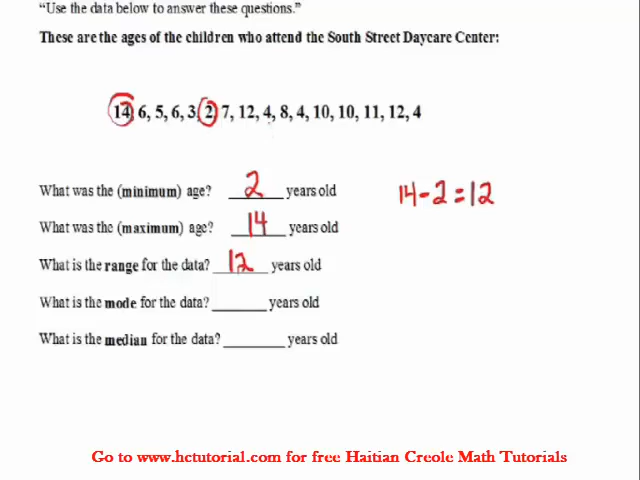 “Use the data below to answer these questions.”
These are the ages of the children who attend the South Street Daycare Center:
14, 6, 5, 6, 3, 2, 7, 12, 4, 8, 4, 10, 10, 11, 12, 4
What was the (minimum) age? 2 years old 14-2=12
What was the (maximum) age? 14 years old
What is the range for the data? 12 years old
What is the mode for the data? ______ years old
What is the median for the data? ______ years old
Go to www.hctutorial.com for free Haitian Creole Math Tutorials